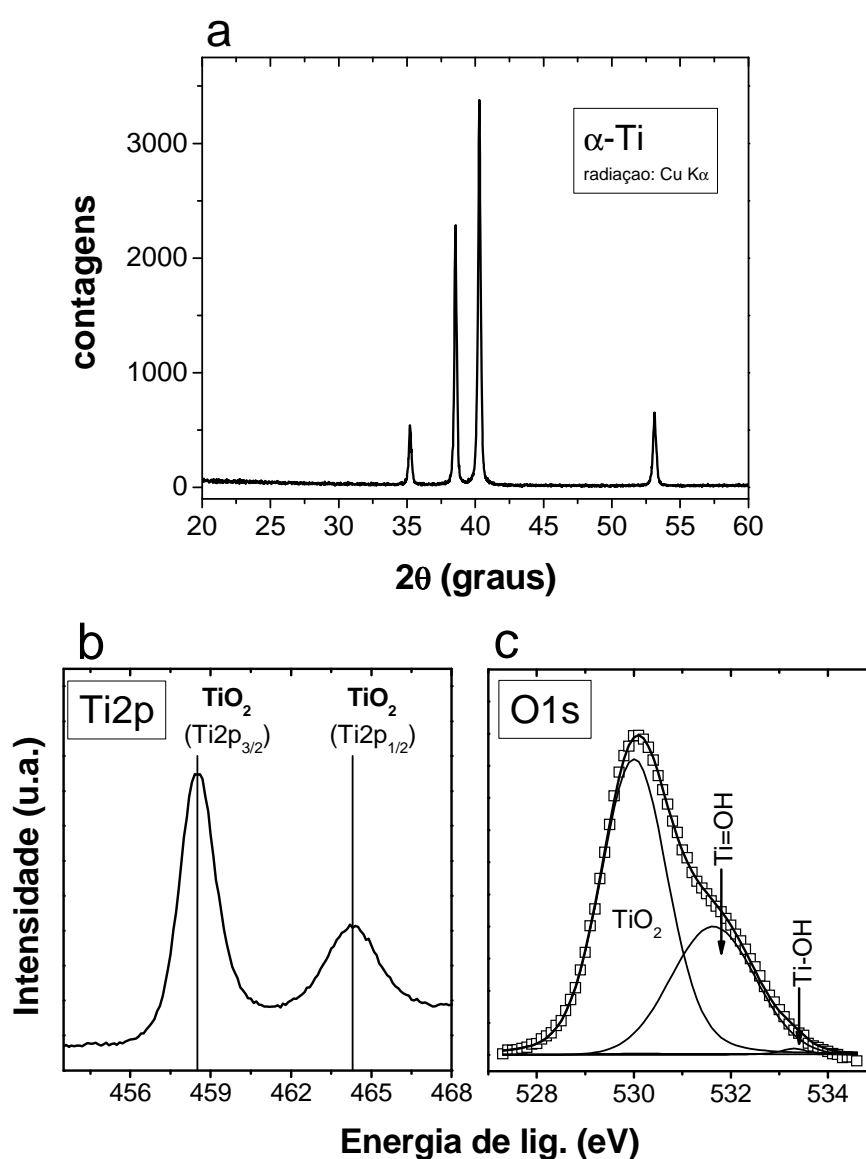 a
3000
2000
1000
0
contagens
α-Ti
radiaçao: Cu Kα
20 25 30 35 40 45 50 55 60
2θ (graus)
b
Ti2p
TiO2
(Ti2p3/2)
TiO2
(Ti2p1/2)
Intensidade (u.a.)
456 459 462 465 468
c
O1s
TiO2
Ti=OH
Ti-OH
528 530 532 534
Energia de lig. (eV)